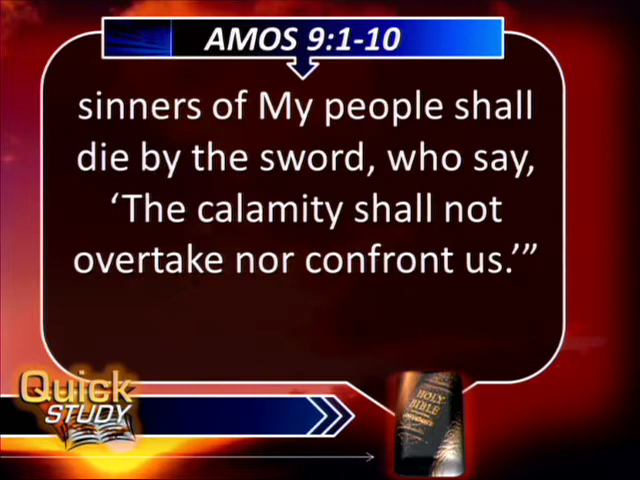 AMOS 9:1-10
sinners of My people shall
die by the sword, who say,
‘The calamity shall not
overtake nor confront us.’”
Quick
STUDY
HOLY
BIBLE